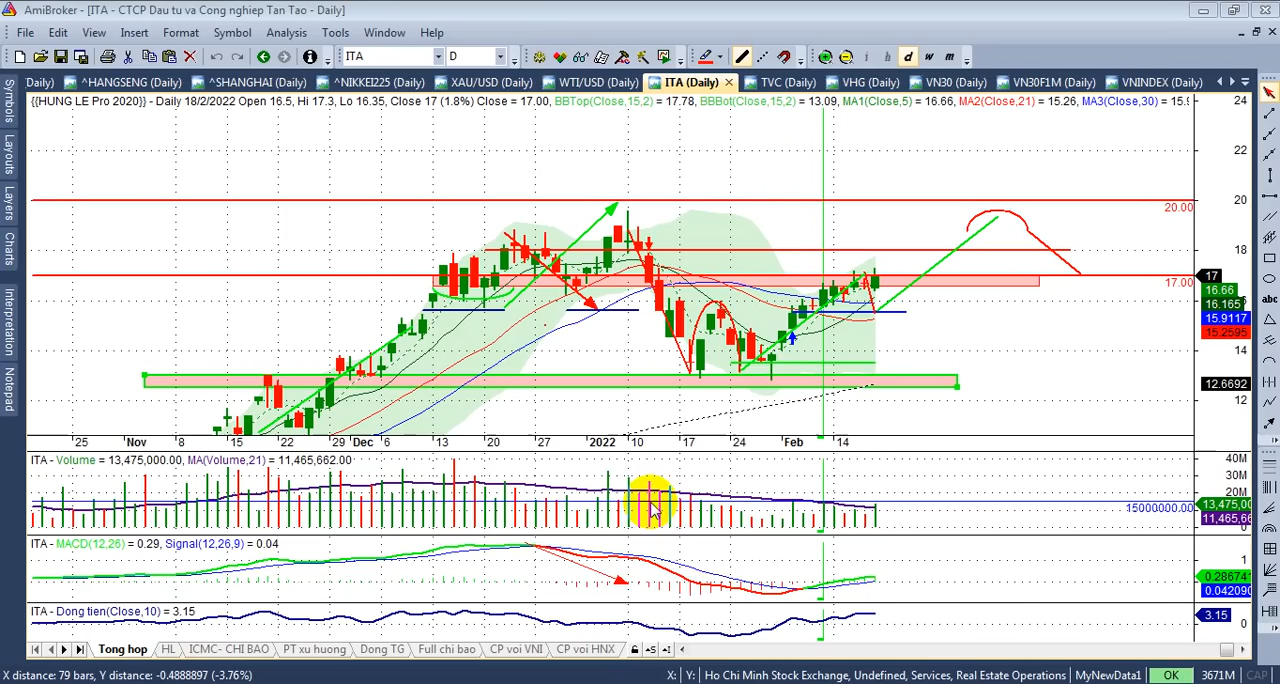 AmiBroker - [ITA - CTCP Dau tu va Cong nghiep Tan Tao - Daily]
File Edit View Insert Format Symbol Analysis Tools Window Help
ITA D i h d w m
Daily) ^HANGSENG (Daily) ^SHANGHAI (Daily) ^NIKKEI225 (Daily) XAU/USD (Daily) WTI/USD (Daily) ITA (Daily) TVC (Daily) VHG (Daily) VN30 (Daily) VN30F1M (Daily) VNINDEX (Daily)
Symbols
Layouts
Layers
Charts
Interpretation
Notepad
{{HUNG LE Pro 2020}} - Daily 18/2/2022 Open 16.5, Hi 17.3, Lo 16.35, Close 17 (1.8%) Close = 17.00, BBTop(Close,15,2) = 17.78, BBBot(Close,15,2) = 13.09, MA1(Close,5) = 16.66, MA2(Close,21) = 15.26, MA3(Close,30) = 15.9
24
22
20
20.00
18
17
17.00
16.66
16.165
15.9117
15.2595
14
12.6692
12
25 Nov 8 15 22 29 Dec 6 13 20 27 2022 10 17 24 Feb 14
ITA - Volume = 13,475,000.00, MA(Volume,21) = 11,465,662.00
40M
30M
20M
15000000.00
13,475,00
11,465,66
0
ITA - MACD(12,26) = 0.29, Signal(12,26,9) = 0.04
1
0.28674
0.042090
ITA - Dong tien(Close,10) = 3.15
3.15
0
Tong hop HL ICMC- CHI BAO PT xu huong Dong TG Full chi bao CP voi VNI CP voi HNX
abc
X distance: 79 bars, Y distance: -0.4888897 (-3.76%) X: Y: Ho Chi Minh Stock Exchange, Undefined, Services, Real Estate Operations MyNewData1 OK 3671M CAP